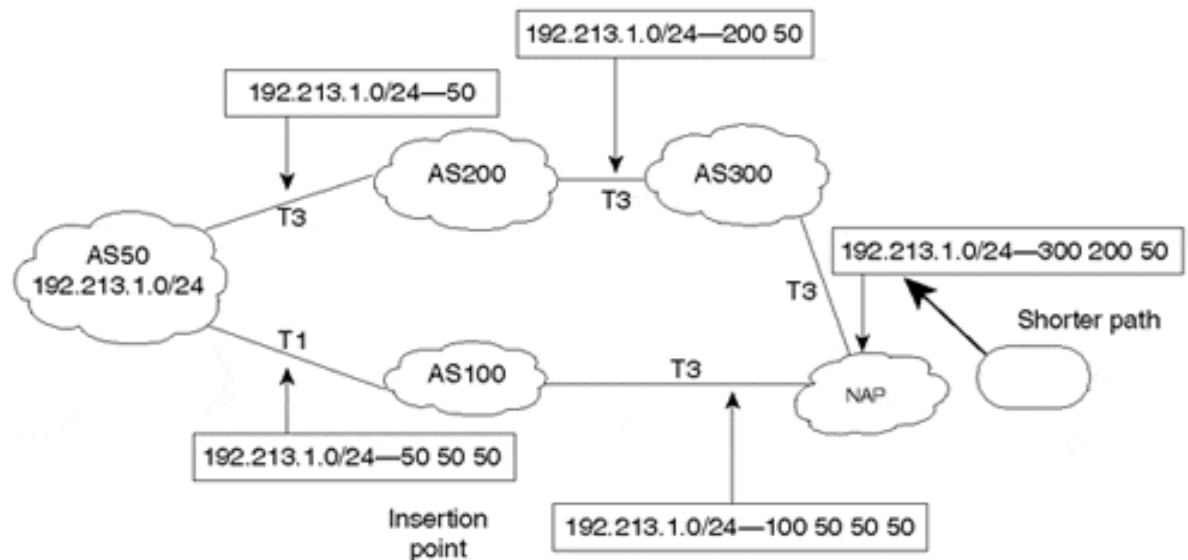 192.213.1.0/24—200 50
192.213.1.0/24—50
AS200
AS300
T3
T3
AS50
192.213.1.0/24
192.213.1.0/24—300 200 50
T3
Shorter path
T1
AS100
T3
NAP
192.213.1.0/24—50 50 50
Insertion
point
192.213.1.0/24—100 50 50 50